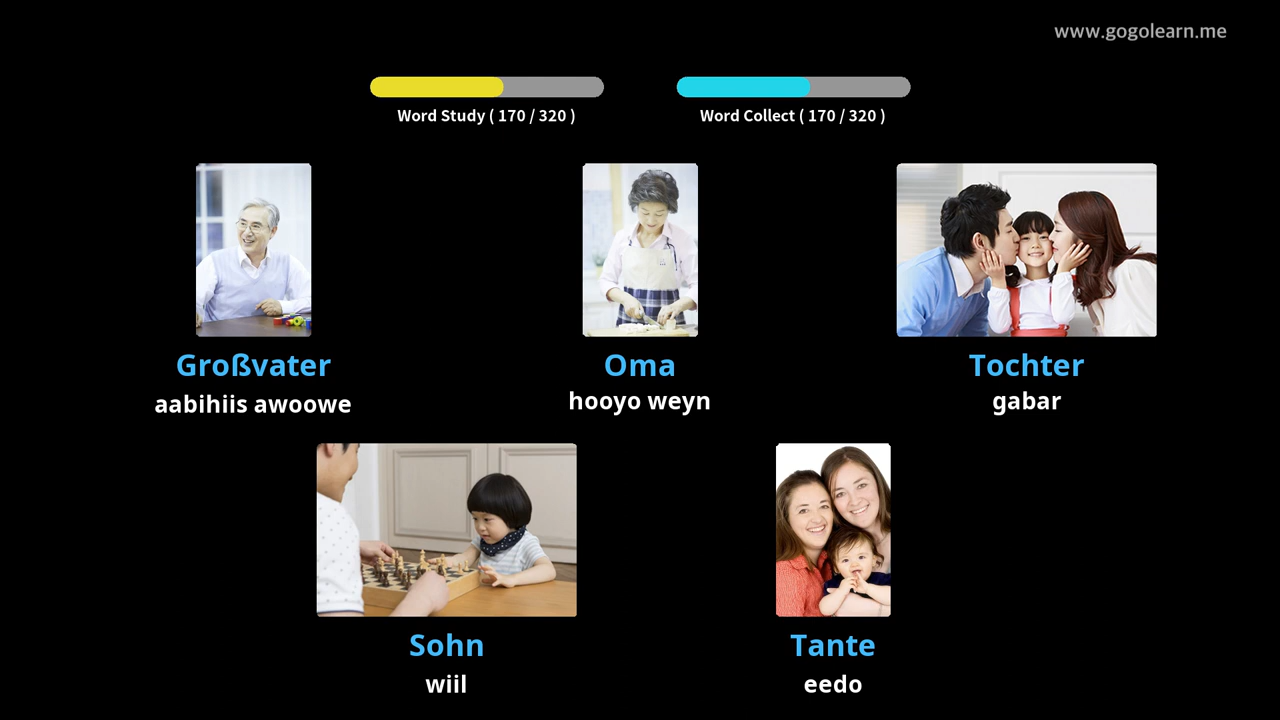 www.gogolearn.me
Word Study ( 170 / 320 )
Word Collect ( 170 / 320 )
Großvater
aabihiis awoowe
Oma
hooyo weyn
Tochter
gabar
Sohn
wiil
Tante
eedo